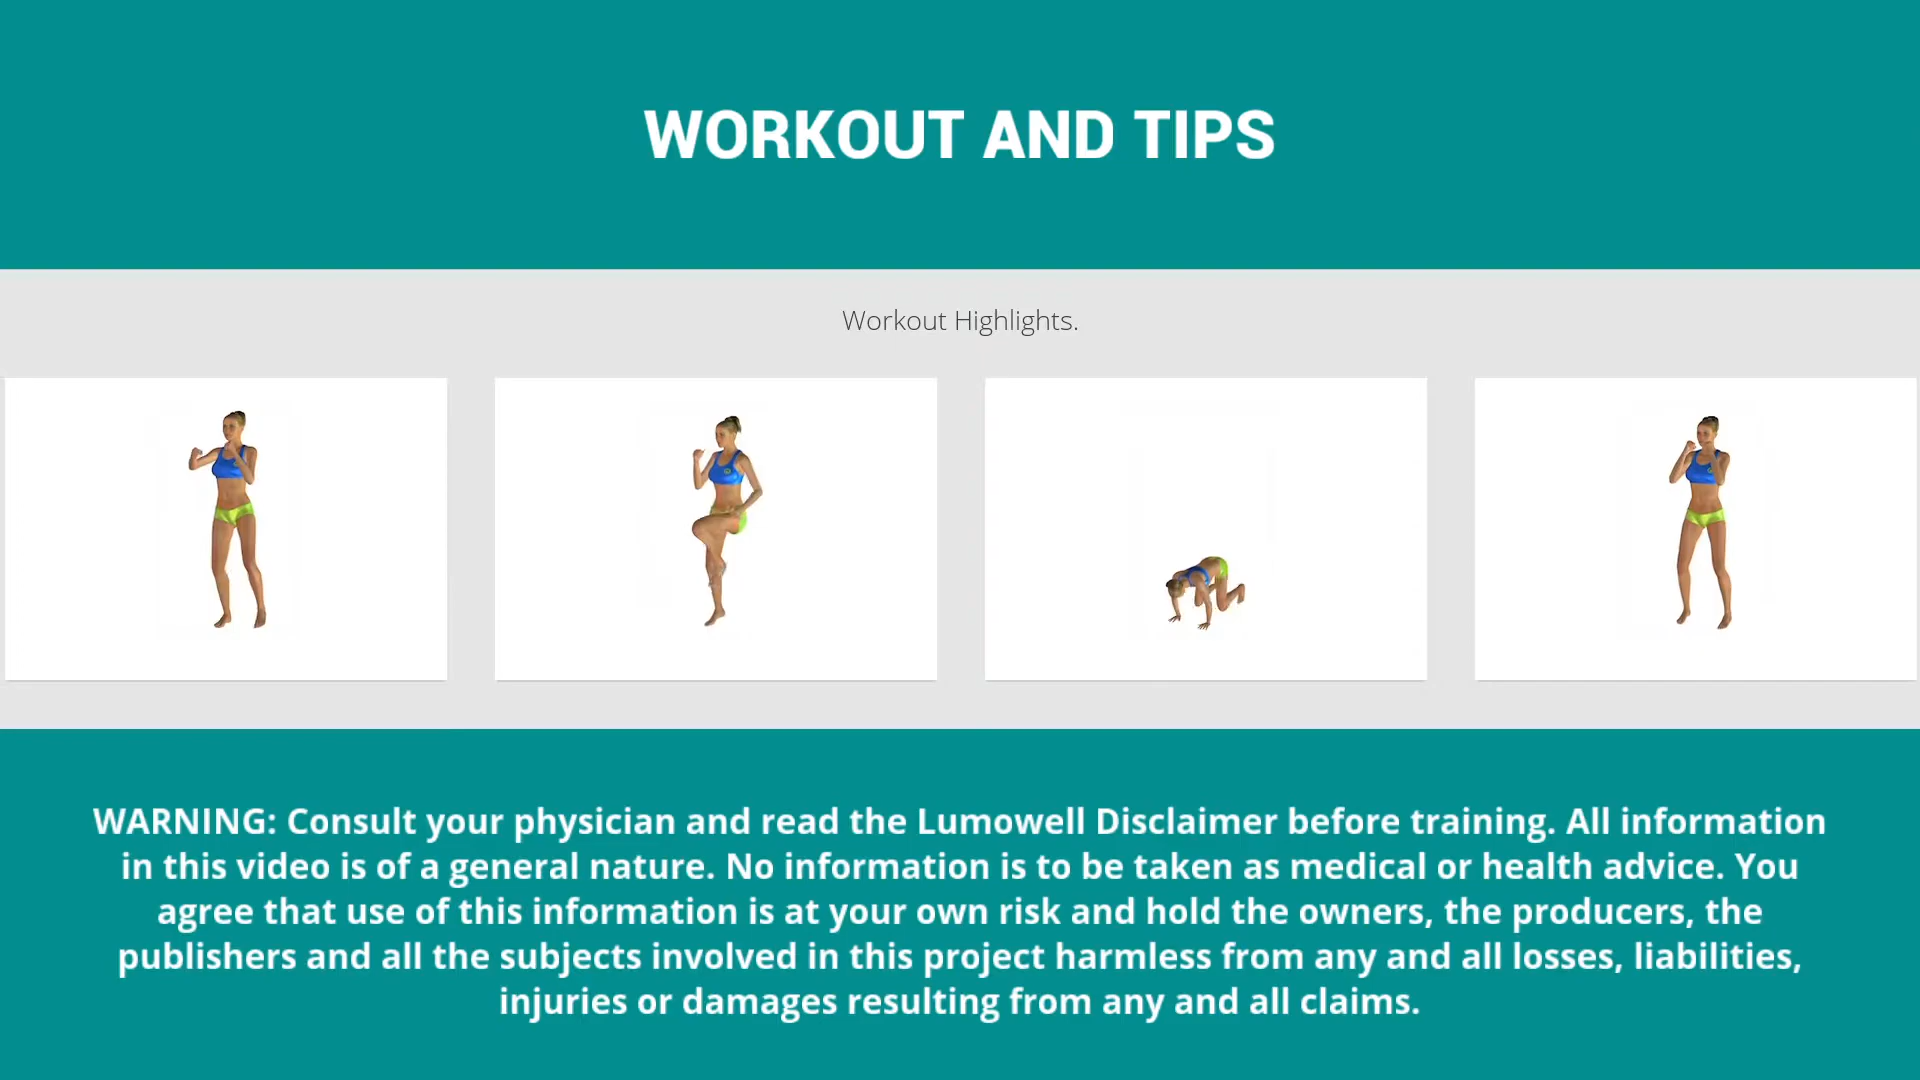 WORKOUT AND TIPS
Workout Highlights.
WARNING: Consult your physician and read the Lumowell Disclaimer before training. All information
in this video is of a general nature. No information is to be taken as medical or health advice. You
agree that use of this information is at your own risk and hold the owners, the producers, the
publishers and all the subjects involved in this project harmless from any and all losses, liabilities,
injuries or damages resulting from any and all claims.